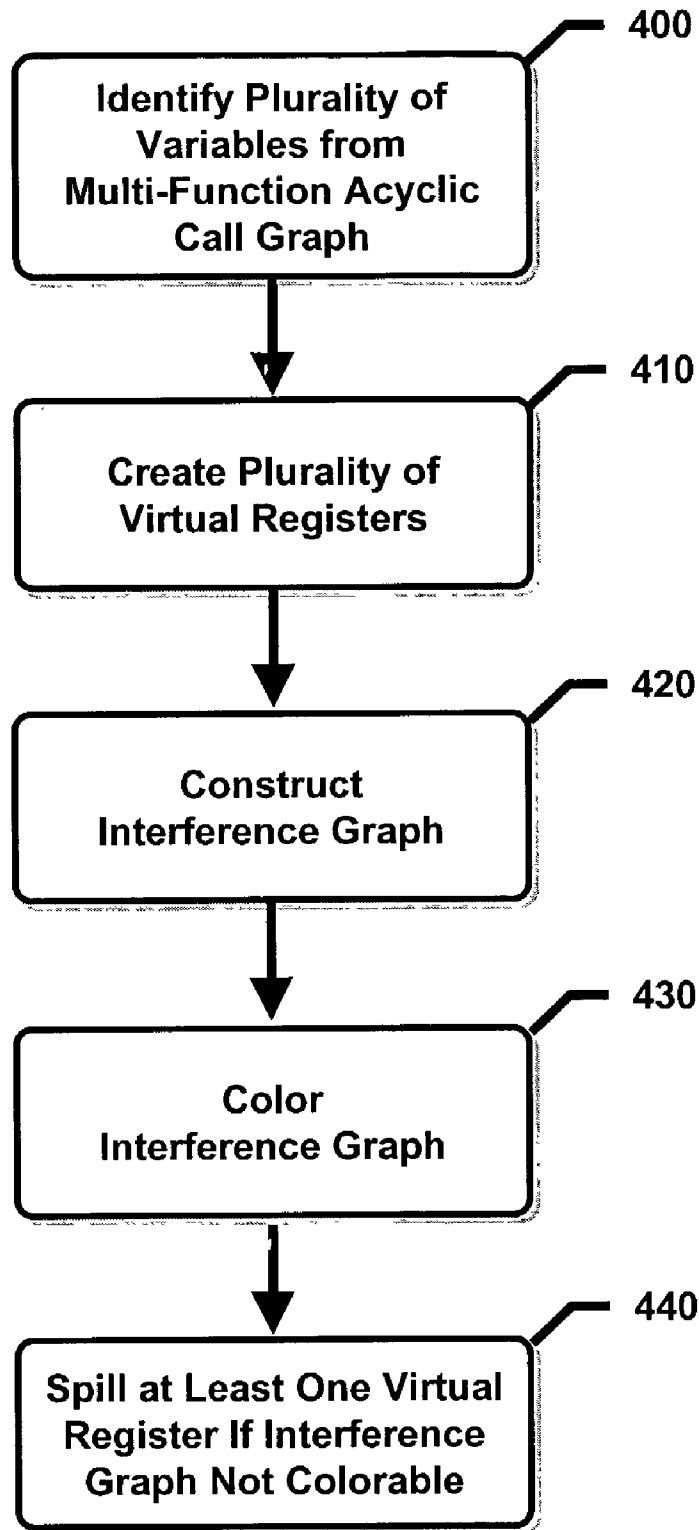 400
Identify Plurality of
Variables from
Multi-Function Acyclic
Call Graph
410
Create Plurality of
Virtual Registers
420
Construct
Interference Graph
430
Color
Interference Graph
440
Spill at Least One Virtual
Register If Interference
Graph Not Colorable